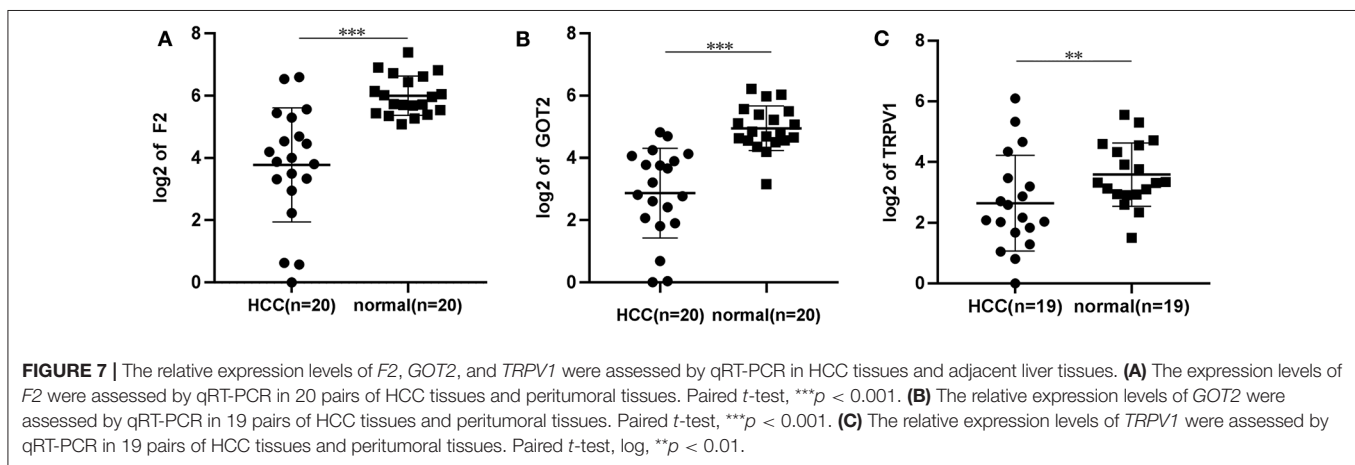 A
B
C
***
***
**
8
6
4
2
0
log2 of F2
HCC(n=20) normal(n=20)
8
6
4
2
0
log2 of GOT2
HCC(n=20) normal(n=20)
8
6
4
2
0
log2 of TRPV1
HCC(n=19) normal(n=19)
FIGURE 7 | The relative expression levels of F2, GOT2, and TRPV1 were assessed by qRT-PCR in HCC tissues and adjacent liver tissues. (A) The expression levels of
F2 were assessed by qRT-PCR in 20 pairs of HCC tissues and peritumoral tissues. Paired t-test, ***p < 0.001. (B) The relative expression levels of GOT2 were
assessed by qRT-PCR in 19 pairs of HCC tissues and peritumoral tissues. Paired t-test, ***p < 0.001. (C) The relative expression levels of TRPV1 were assessed by
qRT-PCR in 19 pairs of HCC tissues and peritumoral tissues. Paired t-test, log, **p < 0.01.